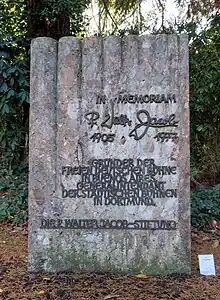 IN MEMORIAM
P. Walter Jacob
1905 1977
GRÜNDER DER
FREIEN DEUTSCHEN BÜHNE
IN BUENOS AIRES
GENERALINTENDANT
DER STÄDTISCHEN BÜHNEN
IN DORTMUND
DIE P. WALTER JACOB-STIFTUNG